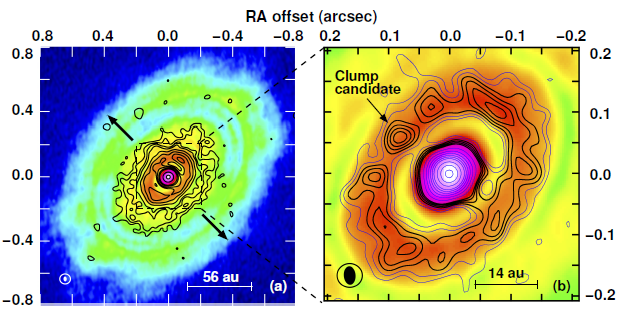 RA offset (arcsec)
0.8 0.4 0.0 −0.4 −0.8 0.2 0.1 0.0 −0.1 −0.2
0.8
0.4
0.0
−0.4
−0.8
56 au
(a)
Clump
candidate
14 au
(b)
0.2
0.1
0.0
−0.1
−0.2